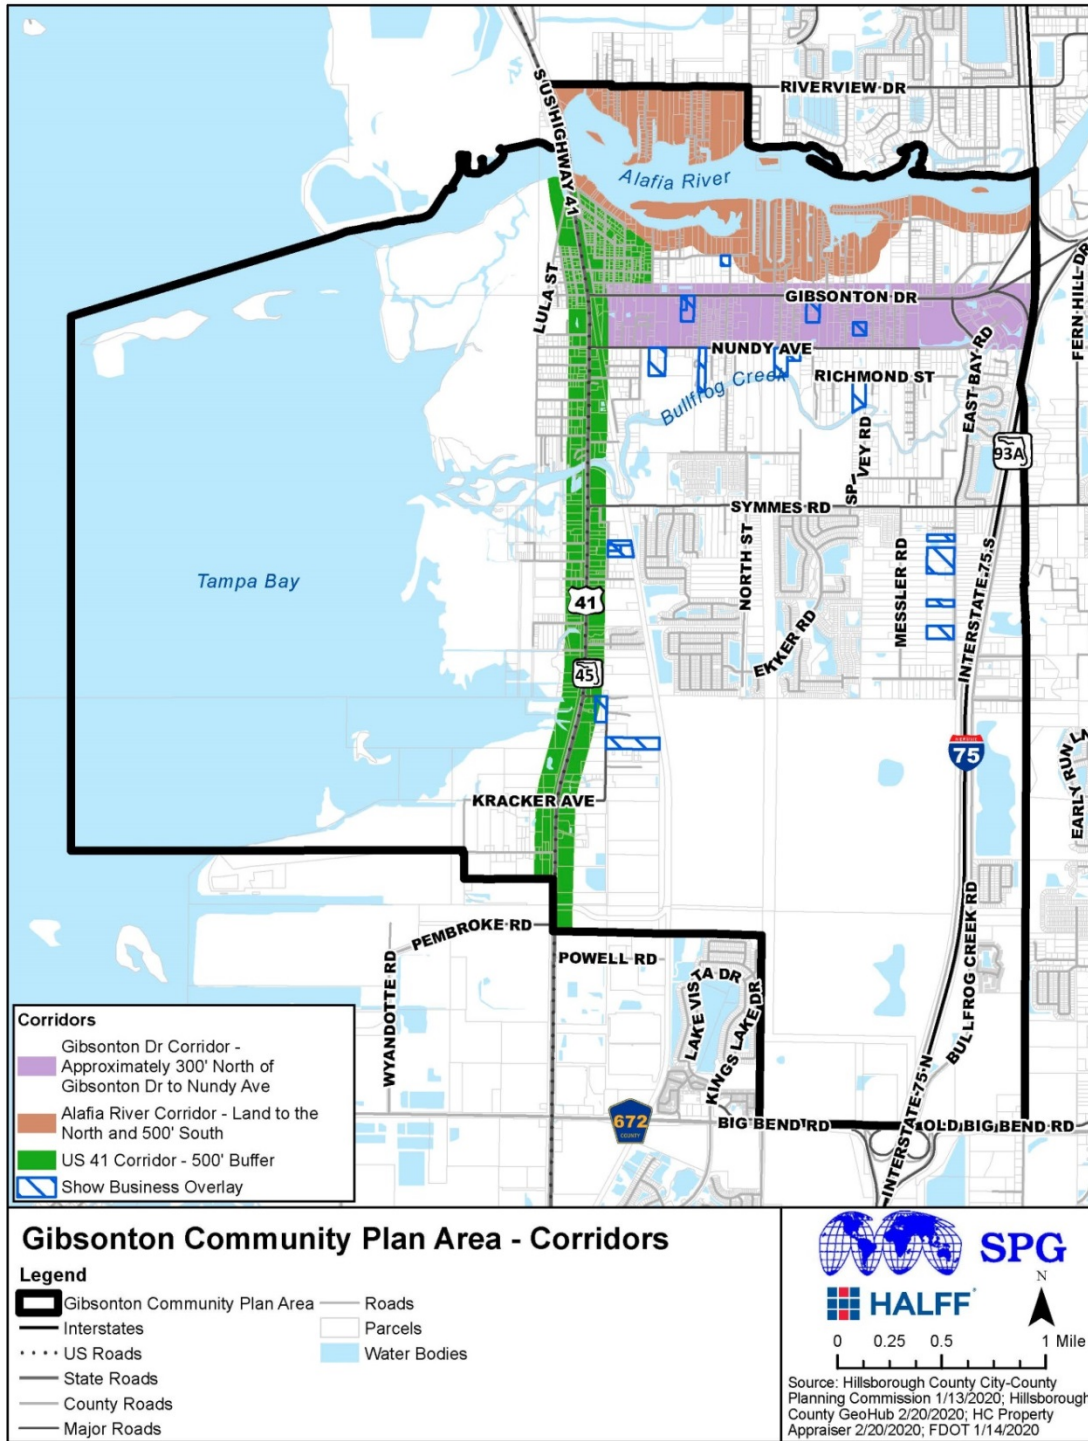 RIVERVIEW DR
S US HIGHWAY 41
Alafia River
LULA ST
GIBSONTON DR
FERN HILL DR
NUNDY AVE
RICHMOND ST
EAST BAY RD
Bullfrog Creek
93A
SPIVEY RD
SYMMES RD
NORTH ST
MESSLER RD
INTERSTATE 75 S
Tampa Bay
41
EKKER RD
45
75
EARLY RUN L
KRACKER AVE
BULLFROG CREEK RD
PEMBROKE RD
POWELL RD
WYANDOTTE RD
LAKE VISTA DR
KINGS LAKE DR
INTERSTATE 75 N
672
COUNTY
BIG BEND RD
OLD BIG BEND RD
Corridors
Gibsonton Dr Corridor -
Approximately 300' North of
Gibsonton Dr to Nundy Ave
Alafia River Corridor - Land to the
North and 500' South
US 41 Corridor - 500' Buffer
Show Business Overlay
Gibsonton Community Plan Area - Corridors
Legend
Gibsonton Community Plan Area
Interstates
US Roads
State Roads
County Roads
Major Roads
Roads
Parcels
Water Bodies
SPG
HALFF
N
0 0.25 0.5 1 Mile
Source: Hillsborough County City-County
Planning Commission 1/13/2020; Hillsborough
County GeoHub 2/20/2020; HC Property
Appraiser 2/20/2020; FDOT 1/14/2020